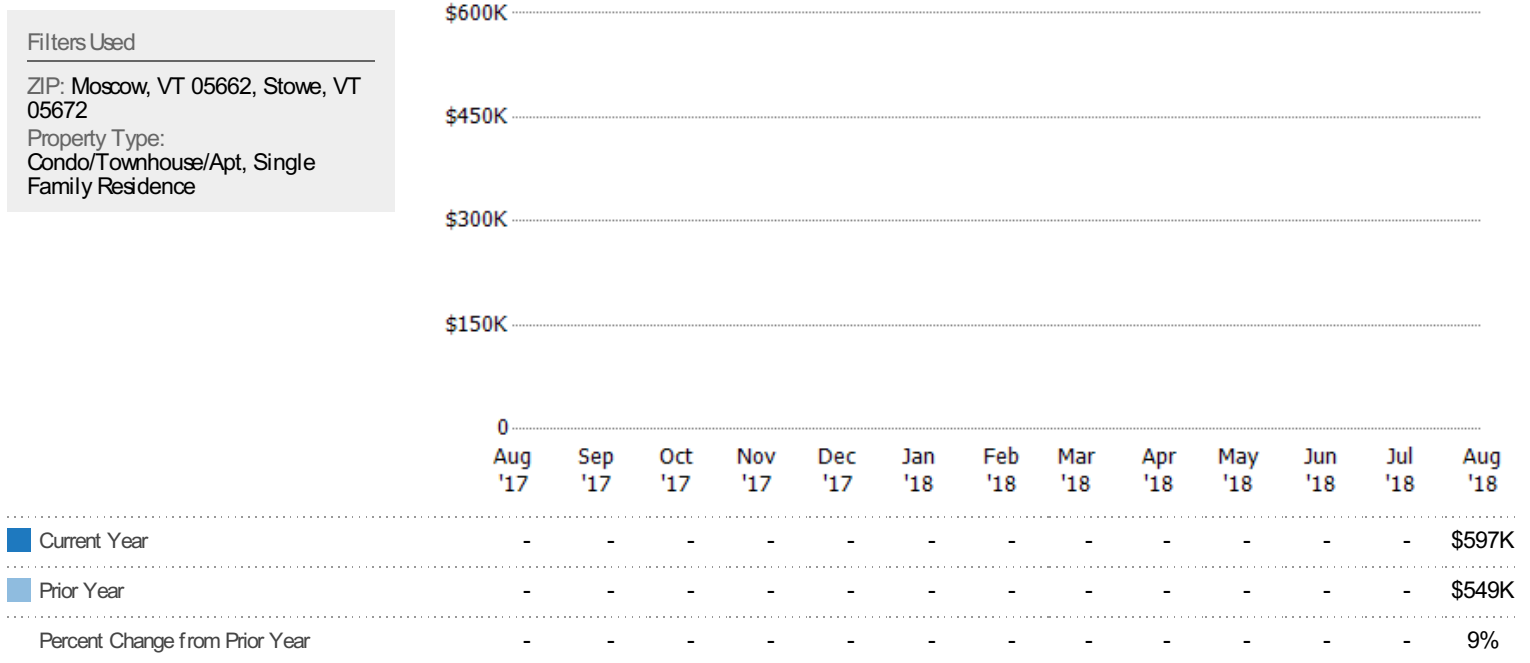 Filters Used
ZIP: Moscow, VT 05662, Stowe, VT
05672
Property Type:
Condo/Townhouse/Apt, Single
Family Residence
$600K
$450K
$300K
$150K
0
Aug Sep Oct Nov Dec Jan Feb Mar Apr May Jun Jul Aug
'17 '17 '17 '17 '17 '18 '18 '18 '18 '18 '18 '18 '18
Current Year - - - - - - - - - - - - $597K
Prior Year - - - - - - - - - - - - $549K
Percent Change from Prior Year - - - - - - - - - - - - 9%